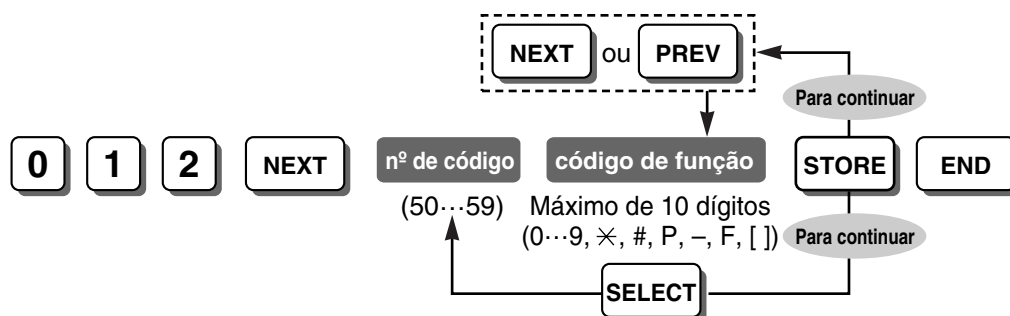 NEXT ou PREV
Para continuar
0 1 2 NEXT nº de código código de função STORE END
(50···59) Máximo de 10 dígitos
(0···9, ✳, #, P, –, F, [ ]) Para continuar
SELECT